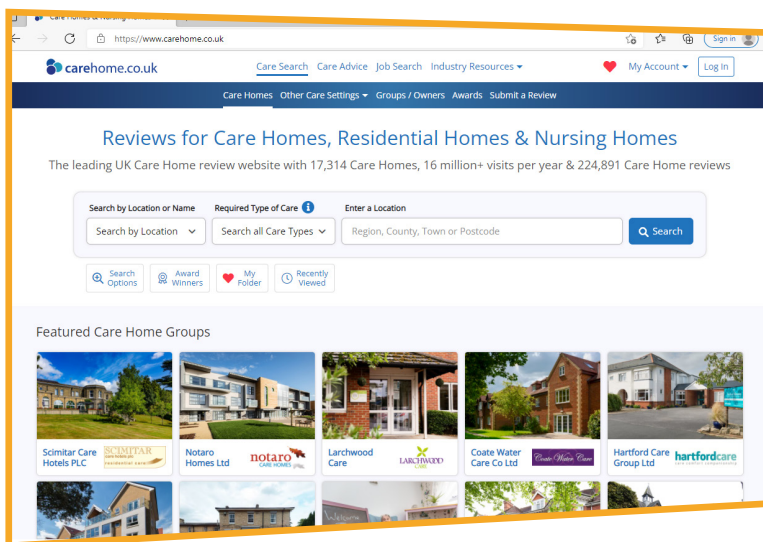 https://www.carehome.co.uk
Sign in
carehome.co.uk
Care Search Care Advice Job Search Industry Resources
My Account
Log In
Care Homes Other Care Settings Groups / Owners Awards Submit a Review
Reviews for Care Homes, Residential Homes & Nursing Homes
The leading UK Care Home review website with 17,314 Care Homes, 16 million+ visits per year & 224,891 Care Home reviews
Search by Location or Name
Required Type of Care
Enter a Location
Search by Location
Search all Care Types
Region, County, Town or Postcode
Search
Search Options
Award Winners
My Folder
Recently Viewed
Featured Care Home Groups
Scimitar Care
Hotels PLC
SCIMITAR
residential care
Notaro
Homes Ltd
notaro
CARE HOMES
Larchwood
Care
LARCHWOOD
CARE
Coate Water
Care Co Ltd
Coate Water Care
Hartford Care
Group Ltd
hartfordcare